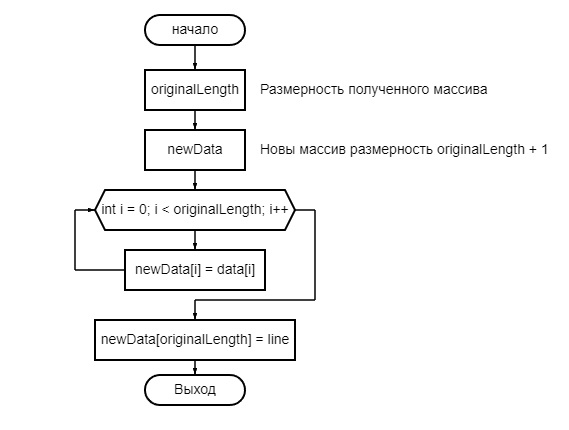 начало
originalLength
Размерность полученного массива
newData
Новы массив размерность originalLength + 1
int i = 0; i < originalLength; i++
newData[i] = data[i]
newData[originalLength] = line
Выход